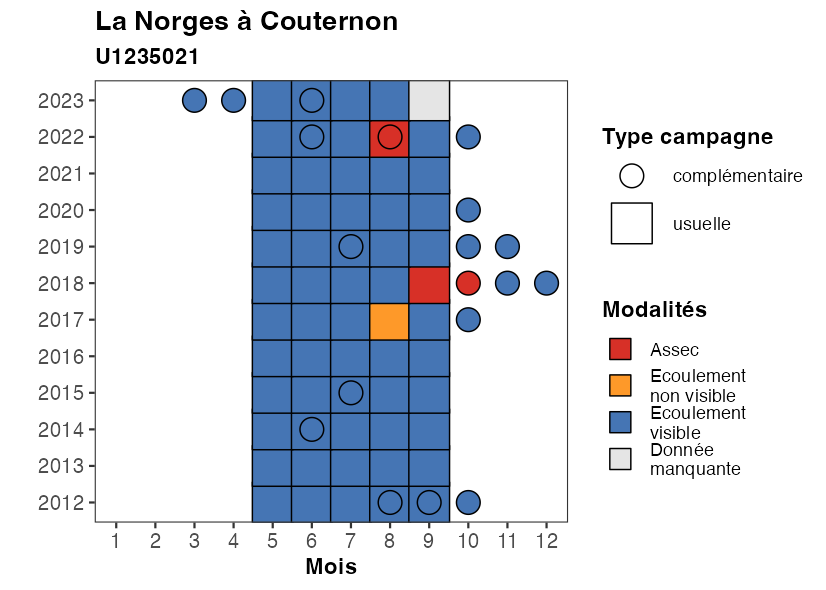 La Norges à Couternon
U1235021
2023
2022
2021
2020
2019
2018
2017
2016
2015
2014
2013
2012
1 2 3 4 5 6 7 8 9 10 11 12
Mois
Type campagne
complémentaire
usuelle
Modalités
Assec
Ecoulement
non visible
Ecoulement
visible
Donnée
manquante